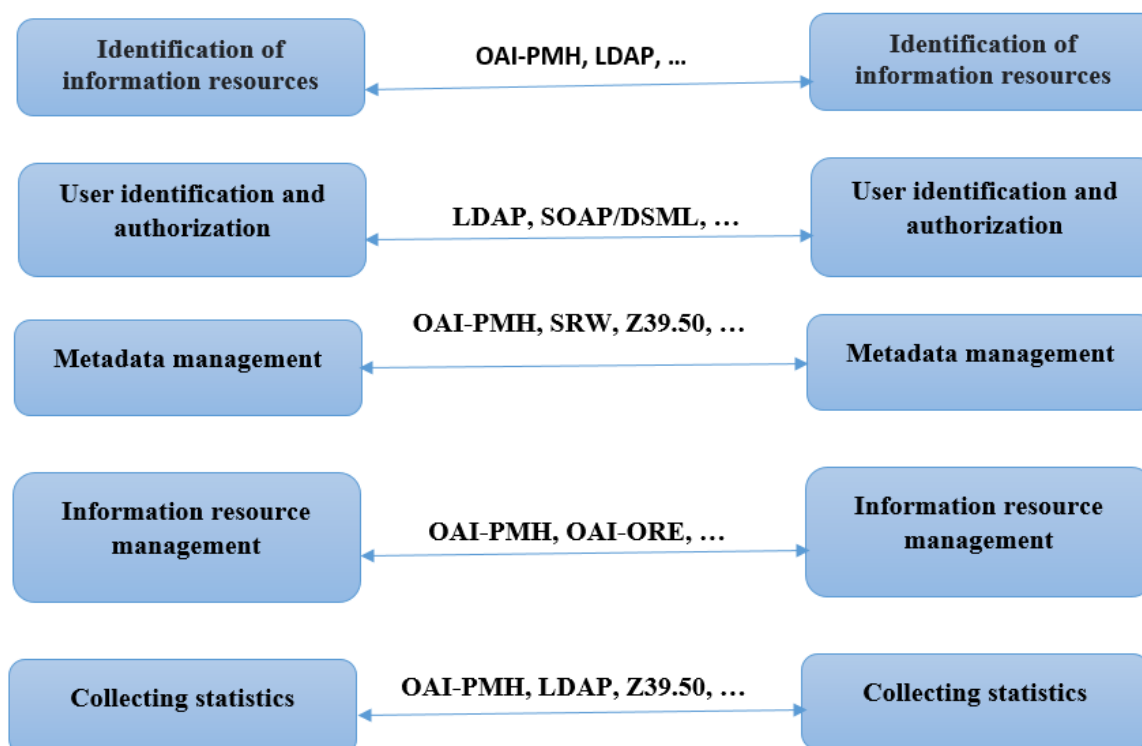 Identification of
information resources
OAI-PMH, LDAP, ...
Identification of
information resources
User identification and
authorization
LDAP, SOAP/DSML, …
User identification and
authorization
Metadata management
OAI-PMH, SRW, Z39.50, …
Metadata management
Information resource
management
OAI-PMH, OAI-ORE, …
Information resource
management
Collecting statistics
OAI-PMH, LDAP, Z39.50, …
Collecting statistics